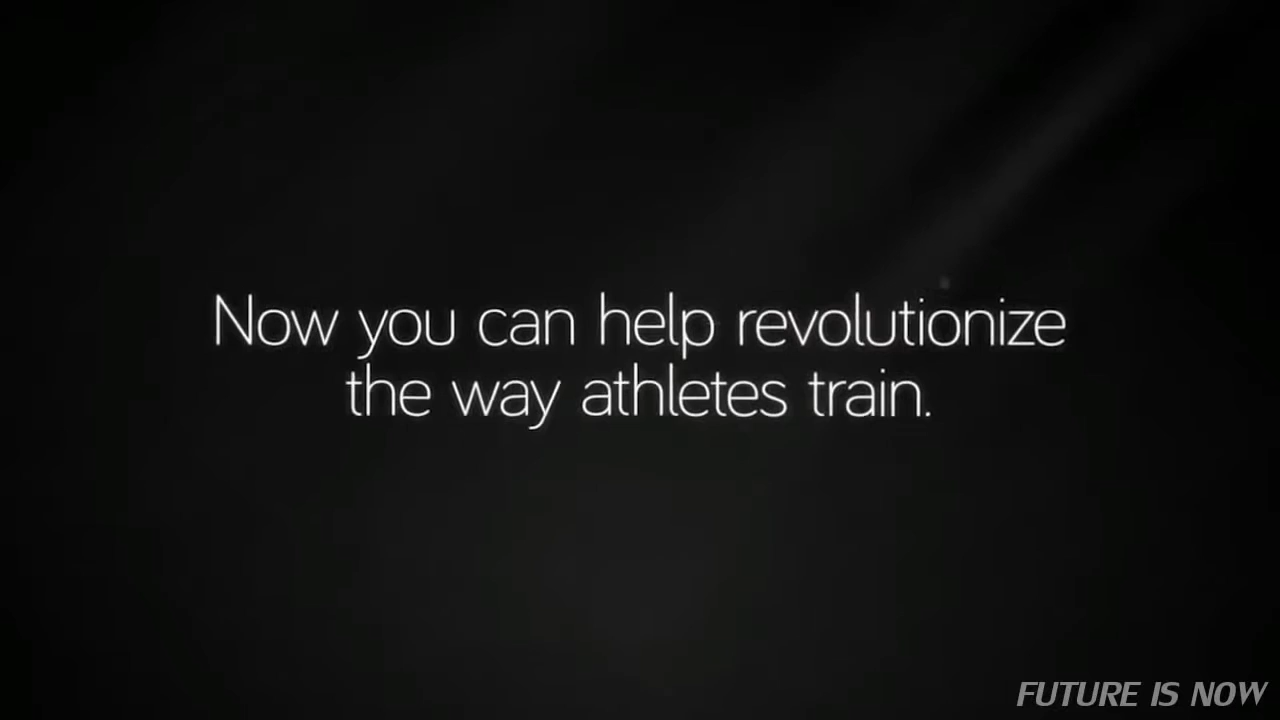 Now you can help revolutionize
the way athletes train.
FUTURE IS NOW